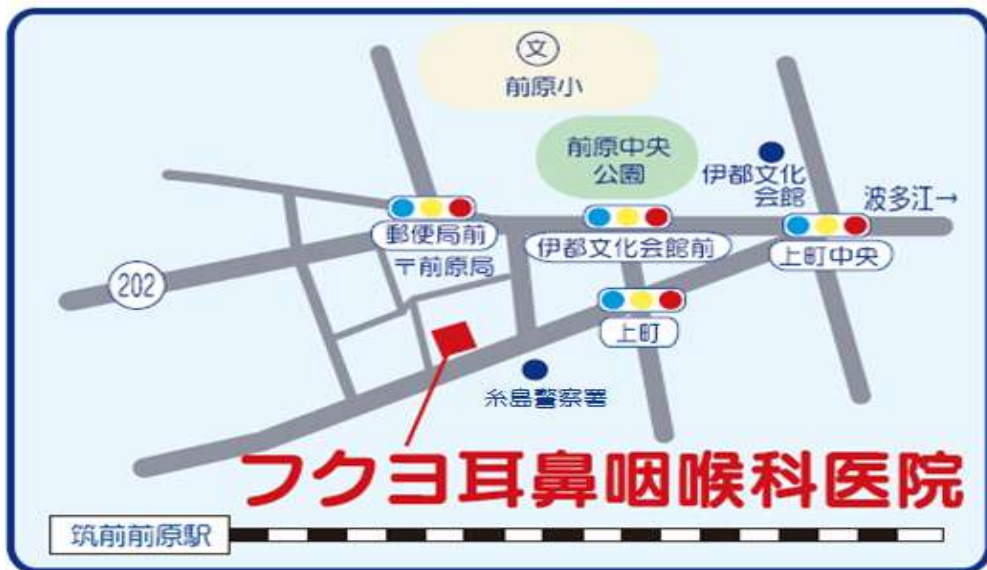 文
前原小
前原中央
公園
伊都文化
会館
波多江→
郵便局前
〒前原局
伊都文化会館前
上町中央
202
上町
糸島警察署
フクヨ耳鼻咽喉科医院
筑前前原駅